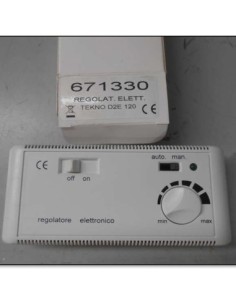 671330
REGOLAT. ELETT.
TEKNO D2E 120
CE
CE
auto. man.
off on
regolatore elettronico
min max